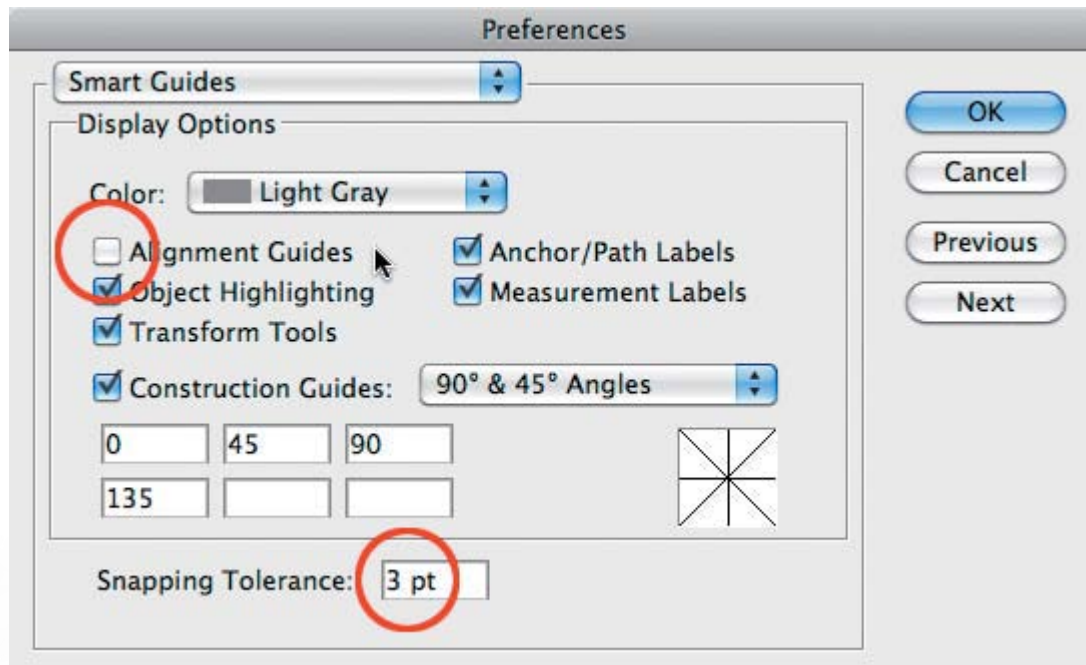 Preferences
Smart Guides
Display Options
Color: Light Gray
Alignment Guides
Anchor/Path Labels
Object Highlighting
Measurement Labels
Transform Tools
Construction Guides: 90° & 45° Angles
0 45 90
135
Snapping Tolerance: 3 pt
OK
Cancel
Previous
Next